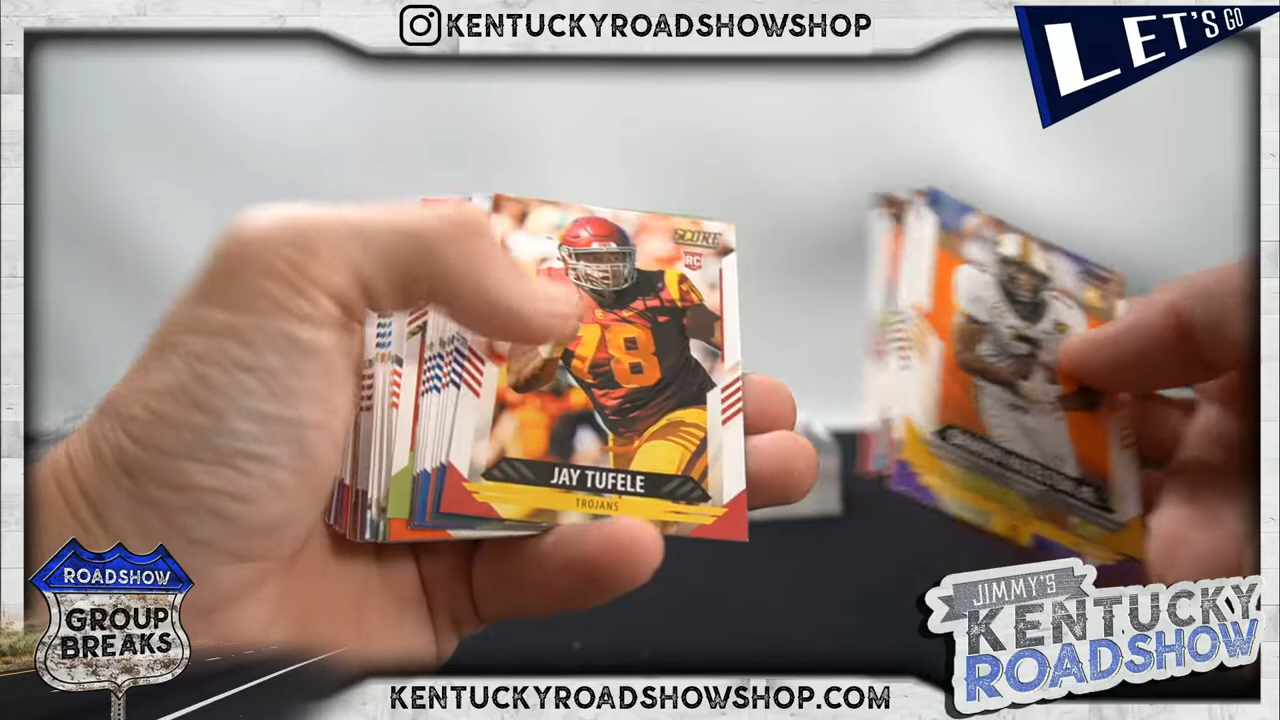 KENTUCKYROADSHOWSHOP
LET'S GO
SCORE
RC
78
JAY TUFELE
TROJANS
ROADSHOW
GROUP
BREAKS
JIMMY'S
KENTUCKY
ROADSHOW
KENTUCKYROADSHOWSHOP.COM